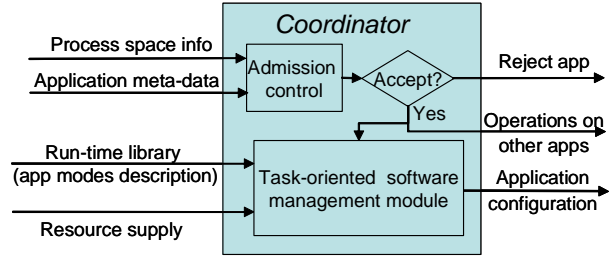 Coordinator
Process space info
Application meta-data
Admission
control
Accept?
Reject app
Yes
Operations on
other apps
Run-time library
(app modes description)
Task-oriented software
management module
Application
configuration
Resource supply